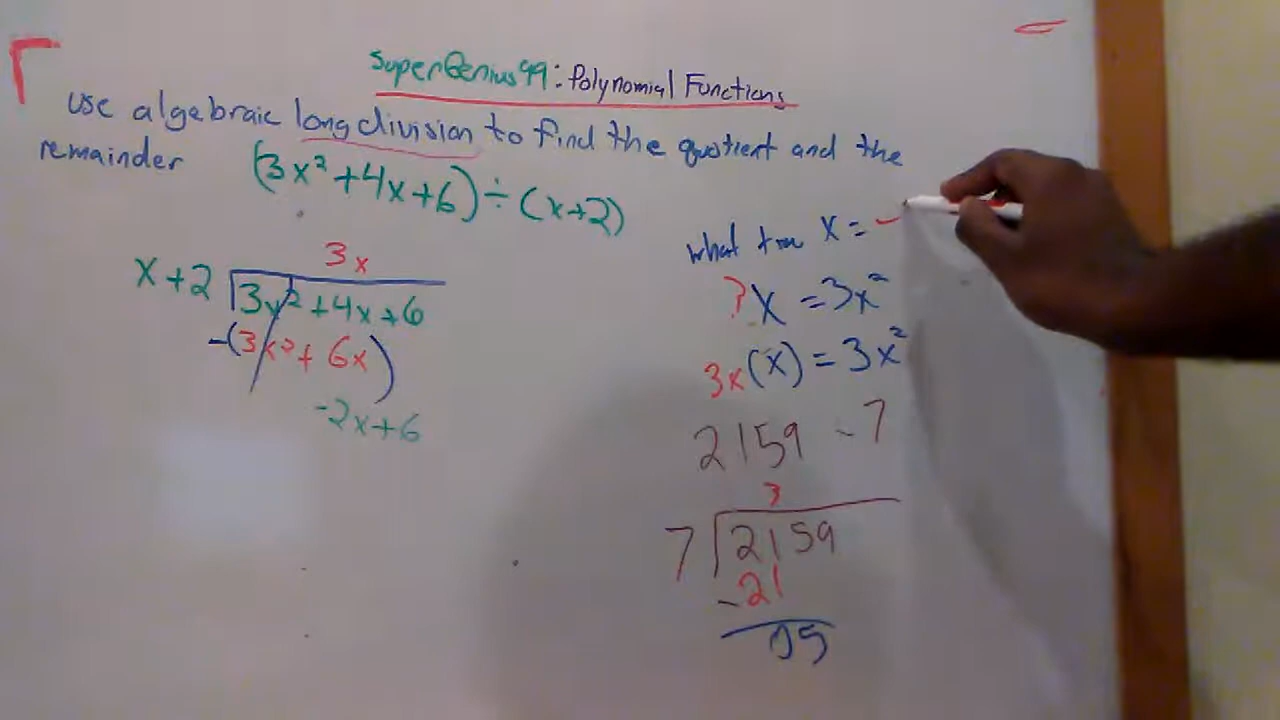 SuperGenius99: Polynomial Functions
use algebraic long division to find the quotient and the
remainder (3x²+4x+6)÷(x+2)
what times x = -
3x
x+2 3x²+4x+6
-(3x²+6x)
-2x+6
?x = 3x²
3x(x) = 3x²
2159 - 7
3
7 2159
-21
05